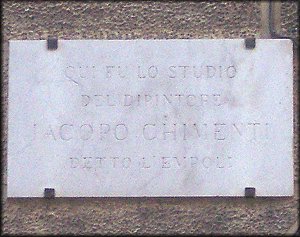 QUI FU LO STUDIO
DEL DIPINTORE
JACOPO CHIMENTI
DETTO L'EMPOLI